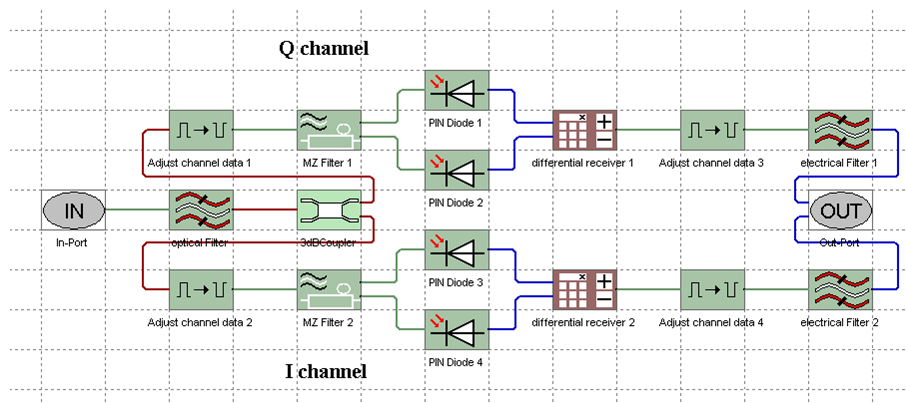 Q channel
PIN Diode 1
Adjust channel data 1
MZ Filter 1
differential receiver 1
Adjust channel data 3
electrical Filter 1
PIN Diode 2
IN
OUT
In-Port
optical Filter
3dBCoupler
Out-Port
PIN Diode 3
Adjust channel data 2
MZ Filter 2
differential receiver 2
Adjust channel data 4
electrical Filter 2
PIN Diode 4
I channel